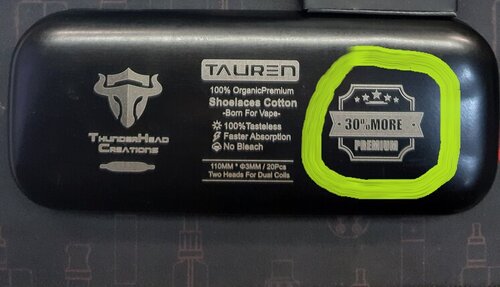 ThunderHead
Creations
TAUREN
100% OrganicPremium
Shoelaces Cotton
-Born For Vape-
100%Tasteless
Faster Absorption
No Bleach
110MM * Φ3MM / 20Pcs
Two Heads For Dual Coils
30%MORE
PREMIUM